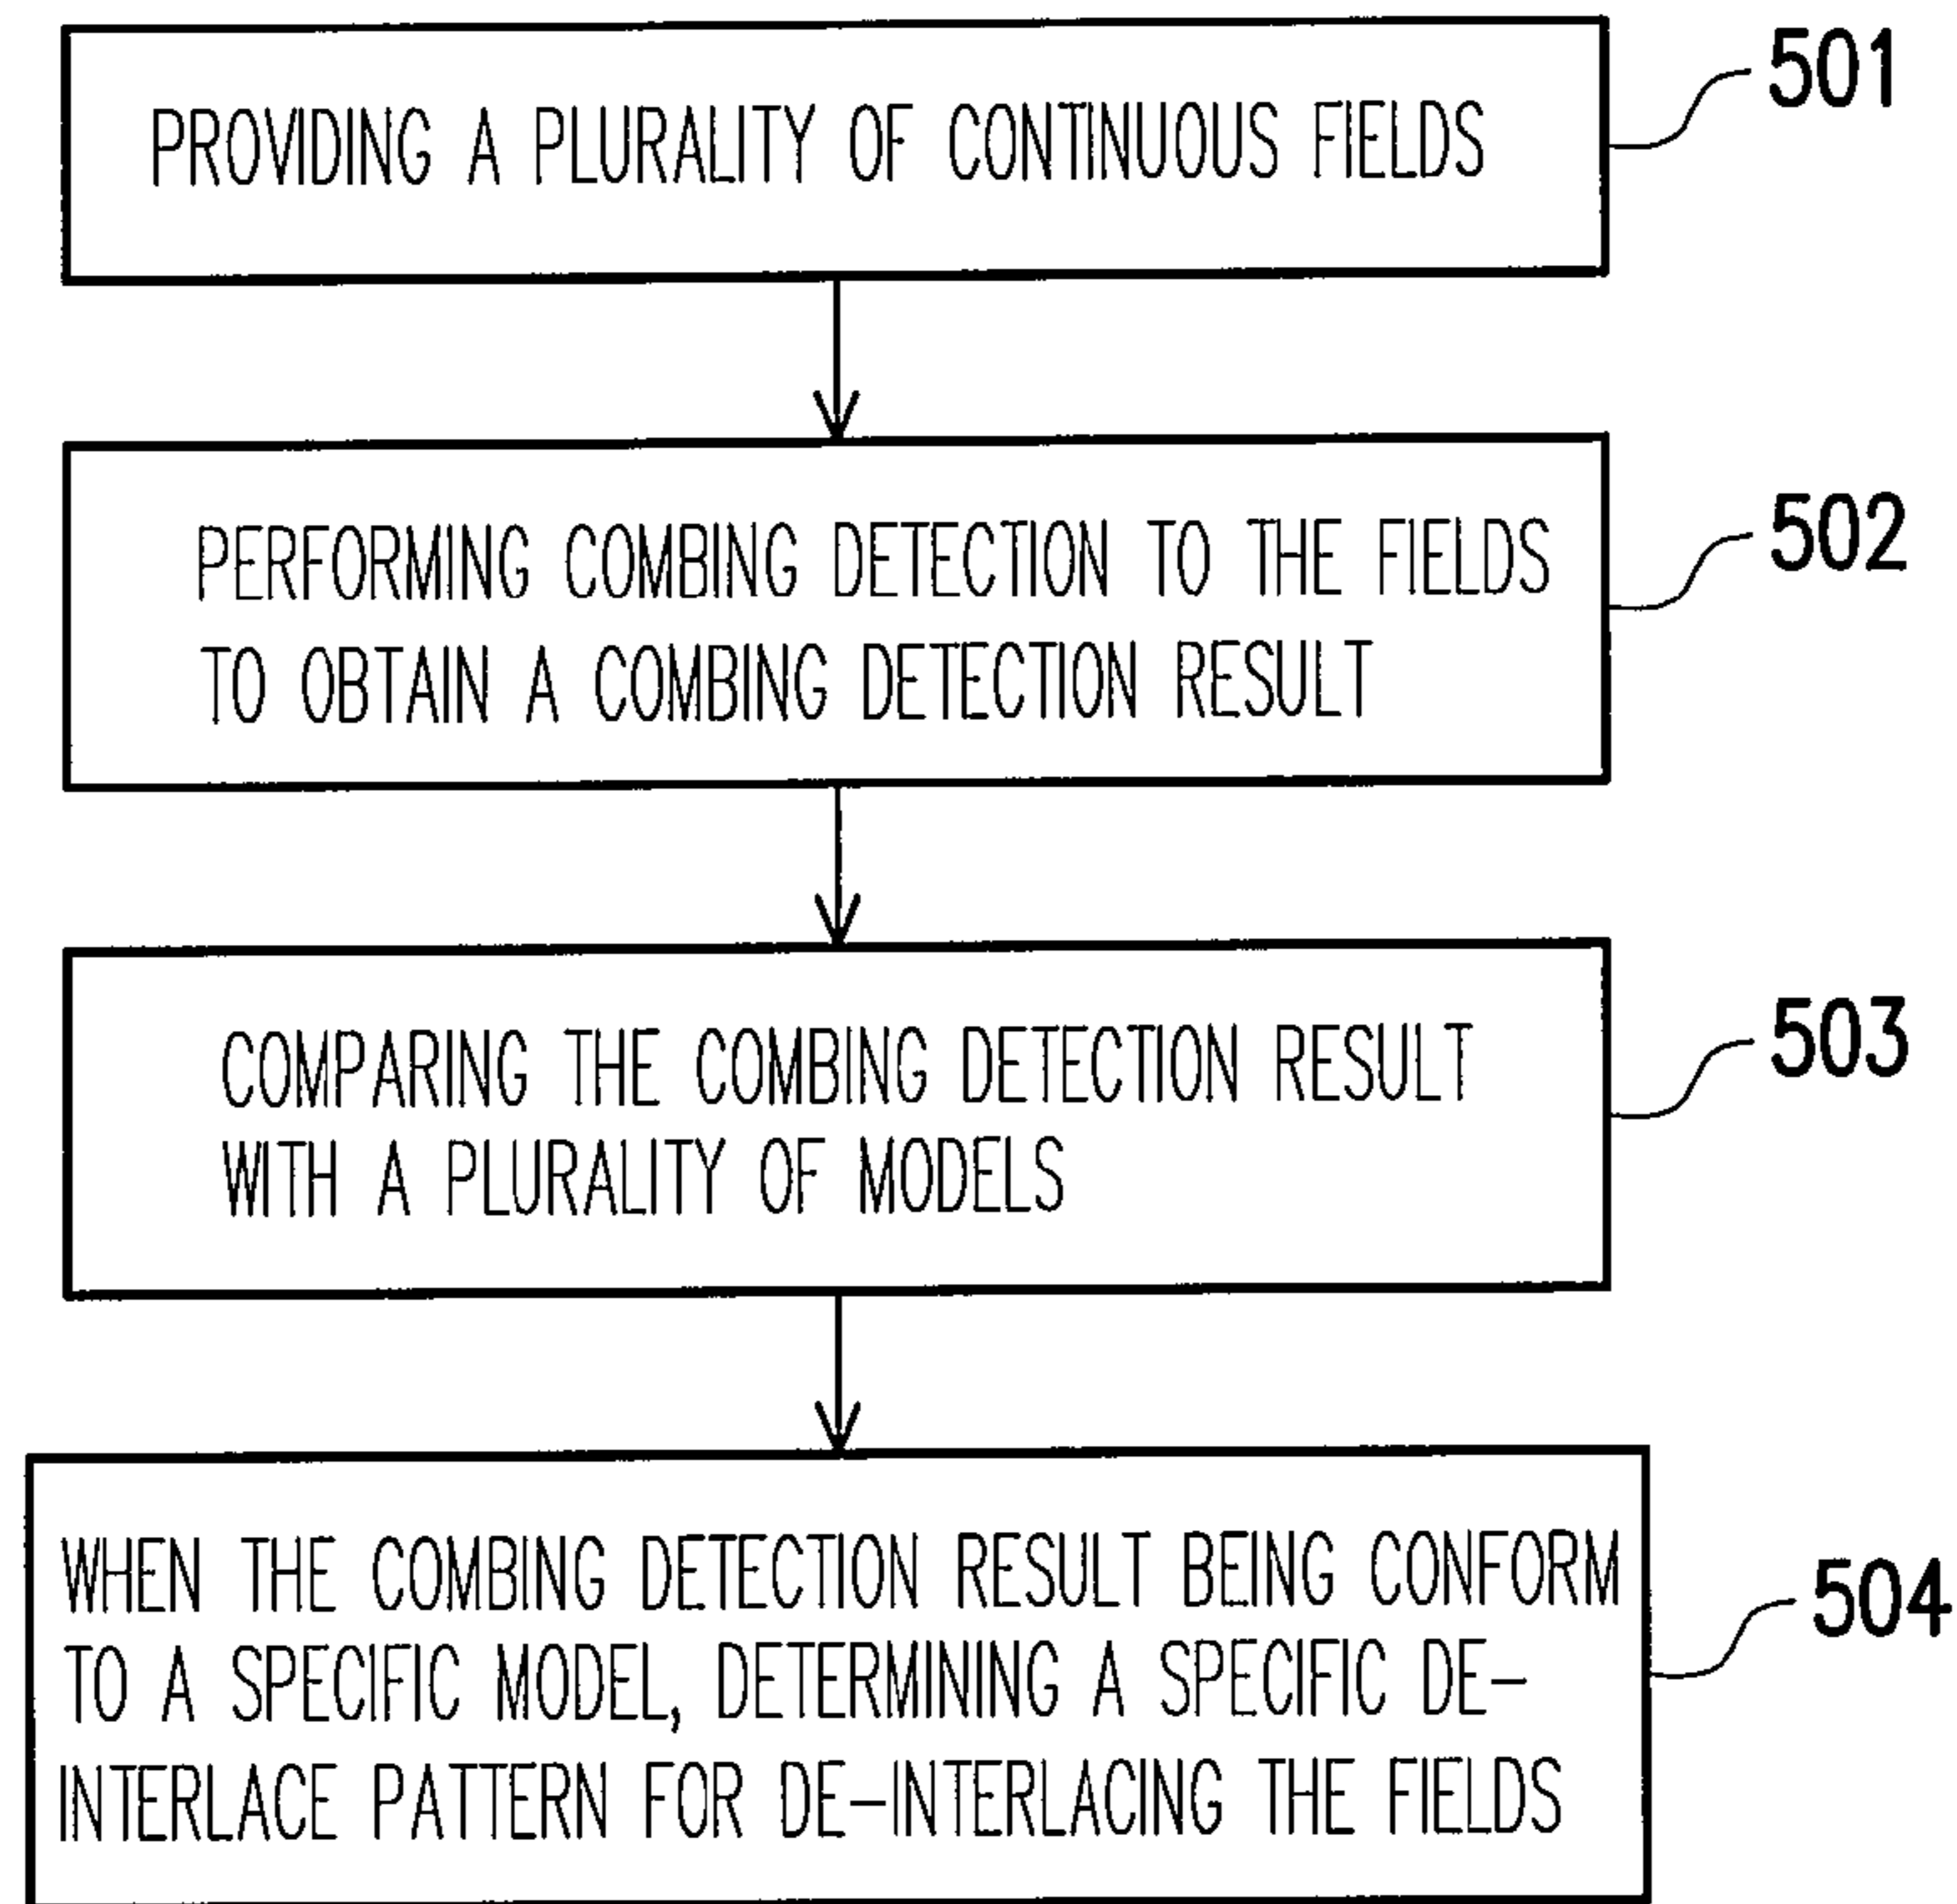 PROVIDING A PLURALITY OF CONTINUOUS FIELDS
501
PERFORMING COMBING DETECTION TO THE FIELDS
TO OBTAIN A COMBING DETECTION RESULT
502
COMPARING THE COMBING DETECTION RESULT
WITH A PLURALITY OF MODELS
503
WHEN THE COMBING DETECTION RESULT BEING CONFORM
TO A SPECIFIC MODEL, DETERMINING A SPECIFIC DE-
INTERLACE PATTERN FOR DE-INTERLACING THE FIELDS
504